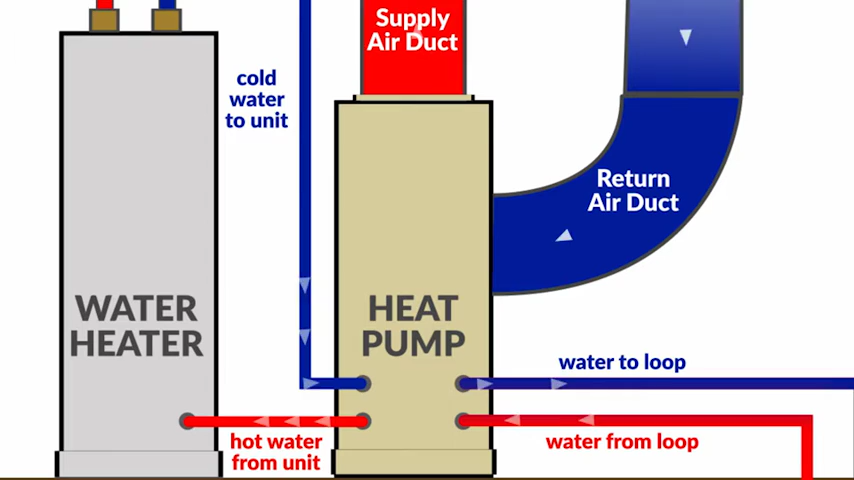 Supply
Air Duct
cold
water
to unit
Return
Air Duct
WATER
HEATER
HEAT
PUMP
water to loop
hot water
from unit
water from loop